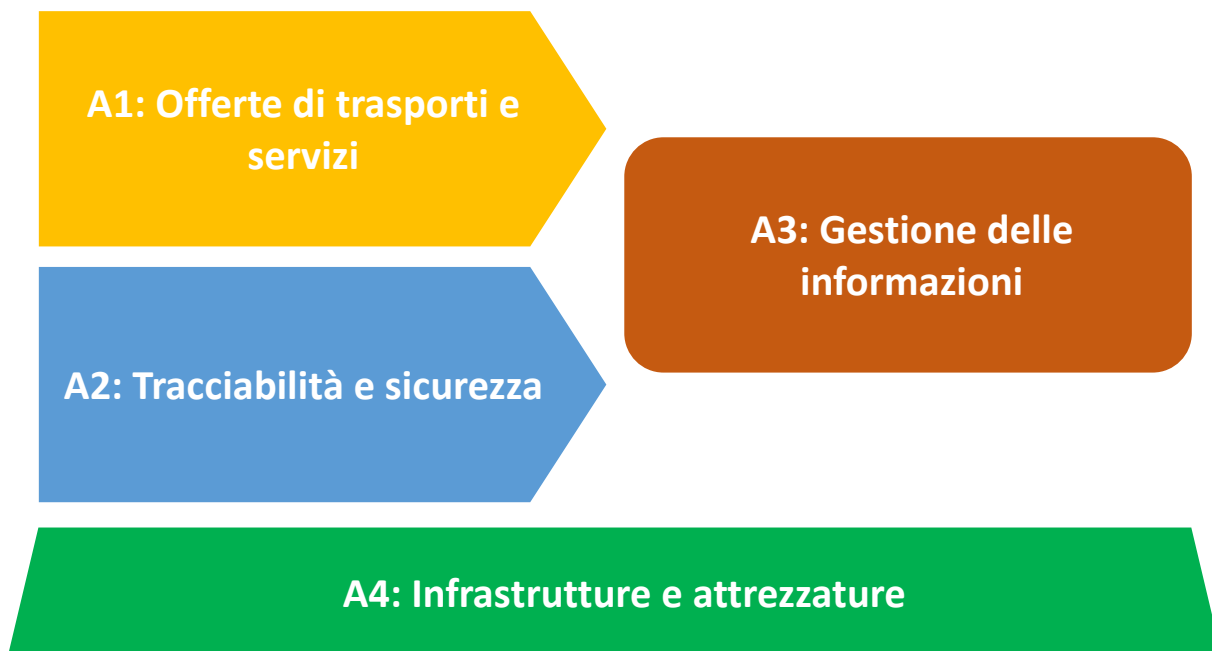 A1: Offerte di trasporti e
servizi
A3: Gestione delle
informazioni
A2: Tracciabilità e sicurezza
A4: Infrastrutture e attrezzature